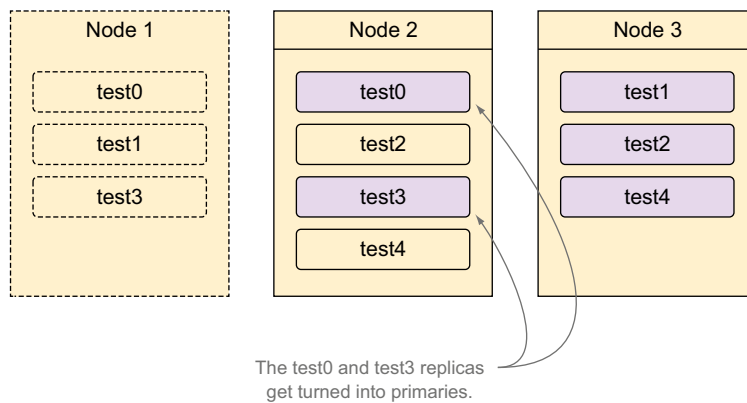 Node 1
test0
test1
test3
Node 2
test0
test2
test3
test4
Node 3
test1
test2
test4
The test0 and test3 replicas
get turned into primaries.